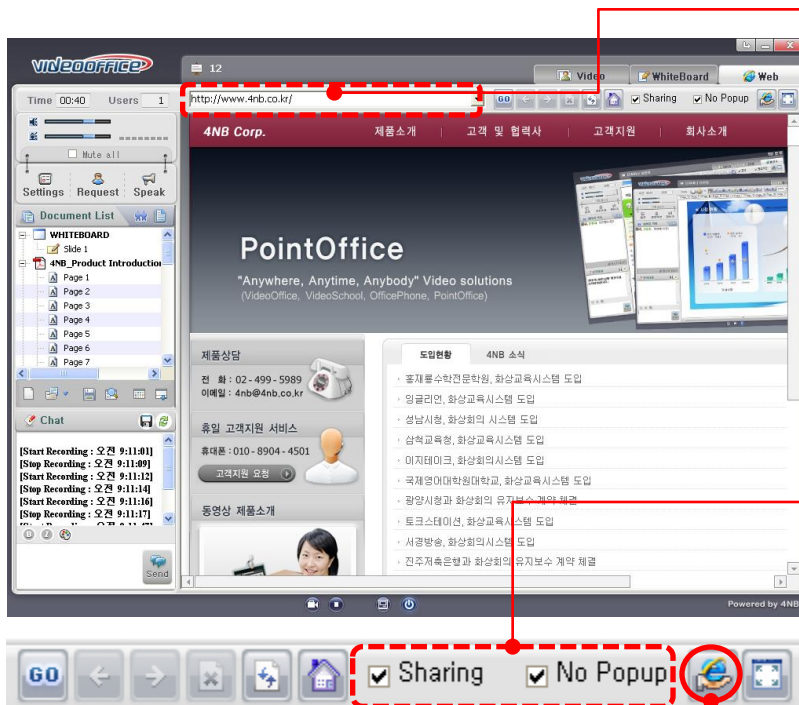 VIDEOOFFICE
12
Video
WhiteBoard
Web
Time 00:40 Users 1
http://www.4nb.co.kr/
GO
Sharing
No Popup
Mute all
Settings Request Speak
Document List
WHITEBOARD
Slide 1
4NB_Product Introduction
Page 1
Page 2
Page 3
Page 4
Page 5
Page 6
Page 7
Chat
[Start Recording : 오전 9:11:01]
[Stop Recording : 오전 9:11:09]
[Start Recording : 오전 9:11:12]
[Stop Recording : 오전 9:11:14]
[Start Recording : 오전 9:11:16]
[Stop Recording : 오전 9:11:17]
Send
4NB Corp.
제품소개 | 고객 및 협력사 | 고객지원 | 회사소개
PointOffice
"Anywhere, Anytime, Anybody" Video solutions
(VideoOffice, VideoSchool, OfficePhone, PointOffice)
제품상담
전 화 : 02 - 499 - 5989
이메일 : 4nb@4nb.co.kr
휴일 고객지원 서비스
휴대폰 : 010 - 8904 - 4501
고객지원 요청
동영상 제품소개
도입현황
4NB 소식
홍재룡수학전문학원, 화상교육시스템 도입
잉글리언, 화상교육시스템 도입
성남시청, 화상회의 시스템 도입
삼척교육청, 화상교육시스템 도입
이지테이크, 화상회의시스템 도입
국제영어대학원대학교, 화상교육시스템 도입
광양시청과 화상회의 유지보수 계약 체결
토크스테이션, 화상교육시스템 도입
서경방송, 화상회의시스템 도입
진주저축은행과 화상회의 유지보수 계약 체결
Powered by 4NB
GO
Sharing
No Popup